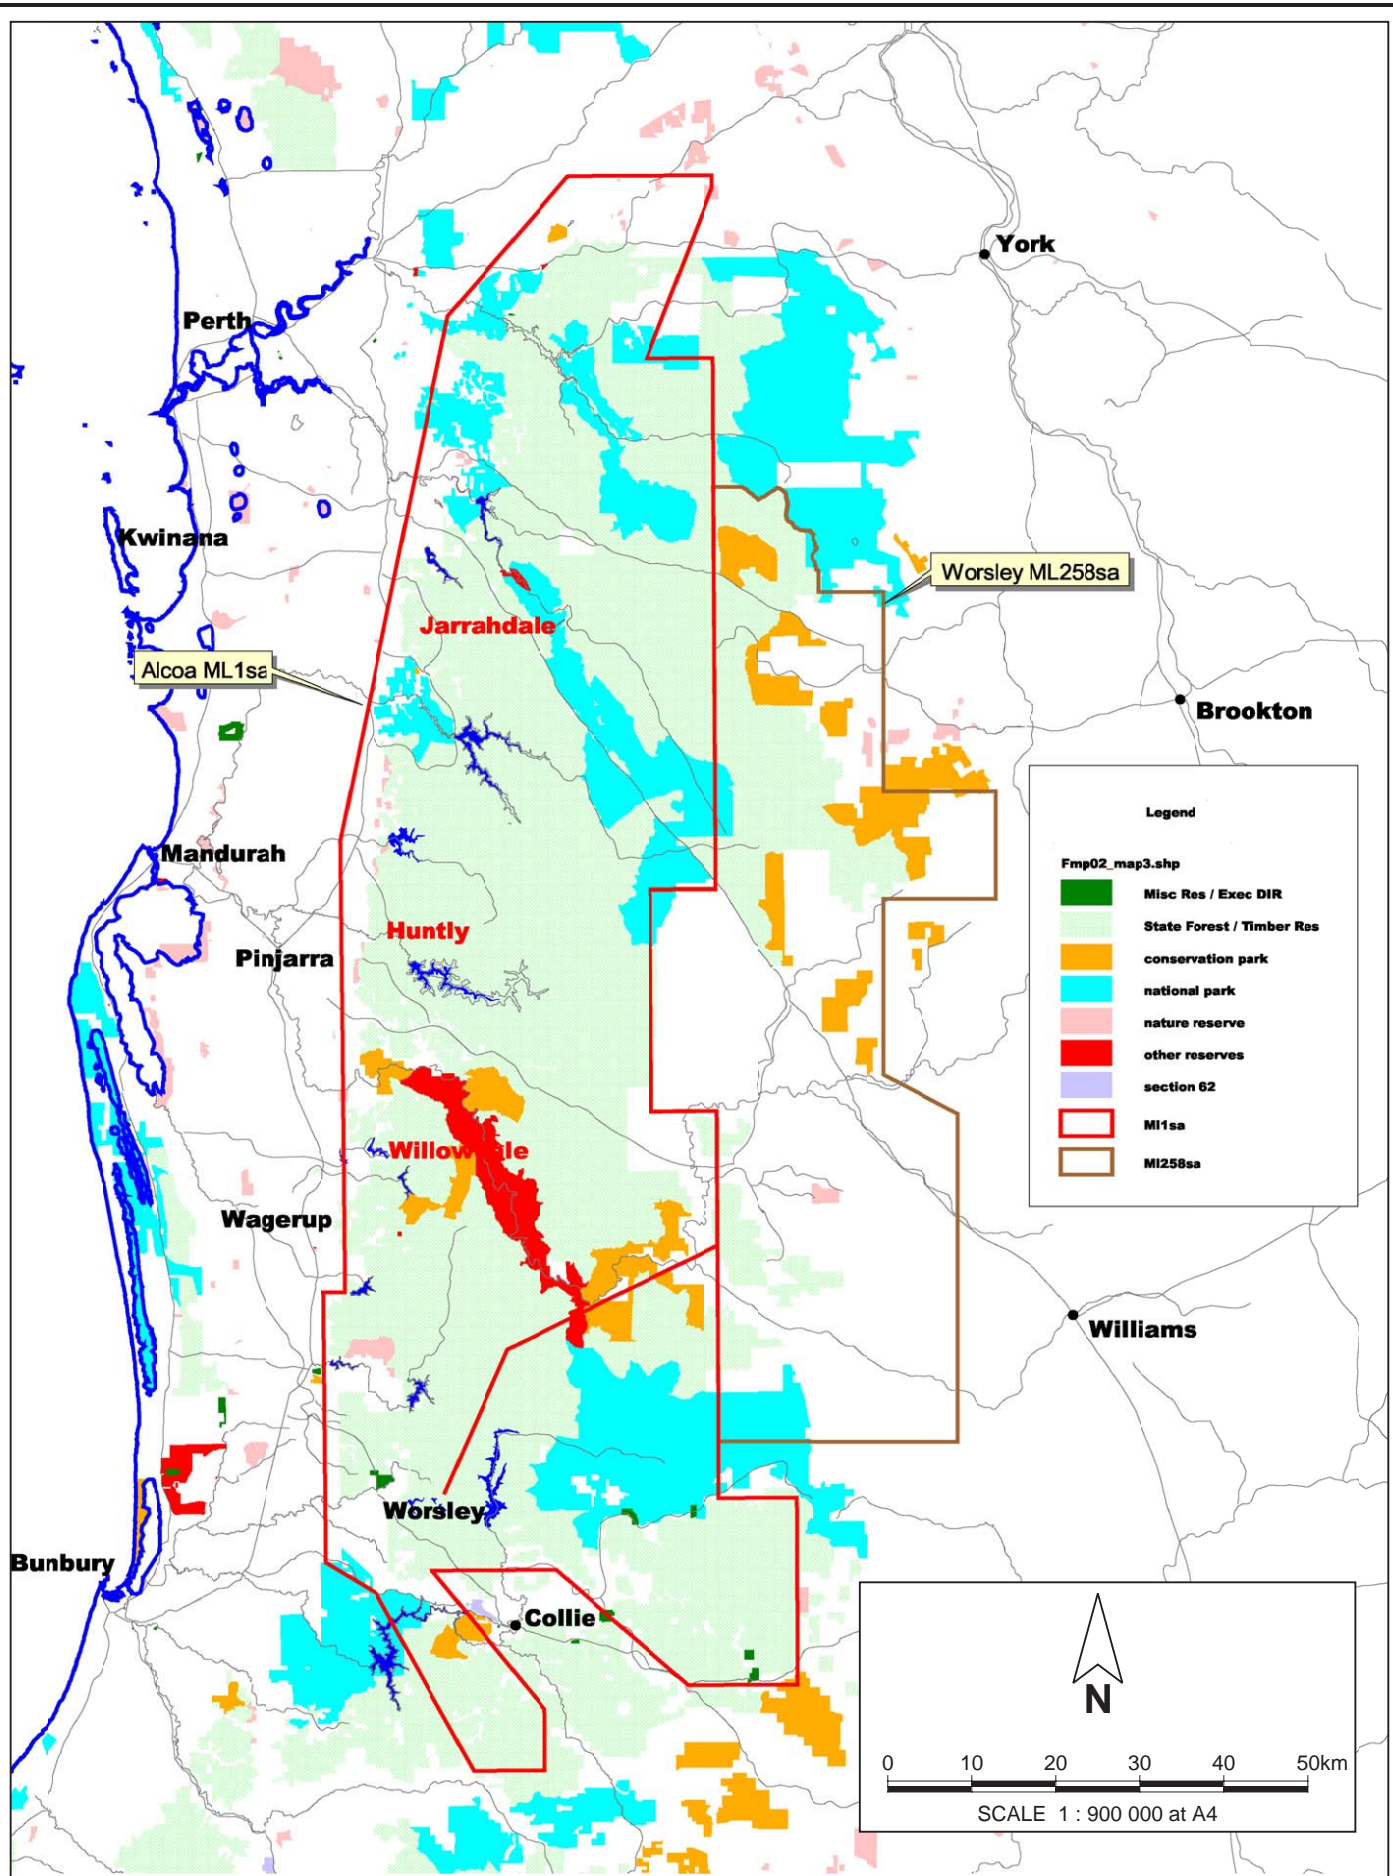 York
Perth
Kwinana
Worsley ML258sa
Jarrahdale
Alcoa ML1sa
Brookton
Legend
Mandurah
Fmp02_map3.shp
Misc Res / Exec DIR
State Forest / Timber Res
Huntly
Pinjarra
conservation park
national park
nature reserve
other reserves
section 62
Ml1sa
Willow le
Ml258sa
Wagerup
Williams
Worsley
Bunbury
Collie
N
0 10 20 30 40 50km
SCALE 1 : 900 000 at A4